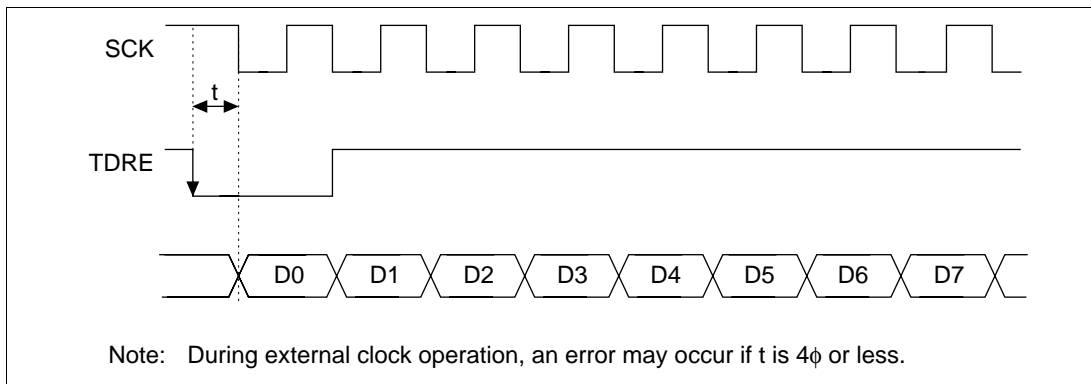 SCK
t
TDRE
D0 D1 D2 D3 D4 D5 D6 D7
Note: During external clock operation, an error may occur if t is 4ϕ or less.